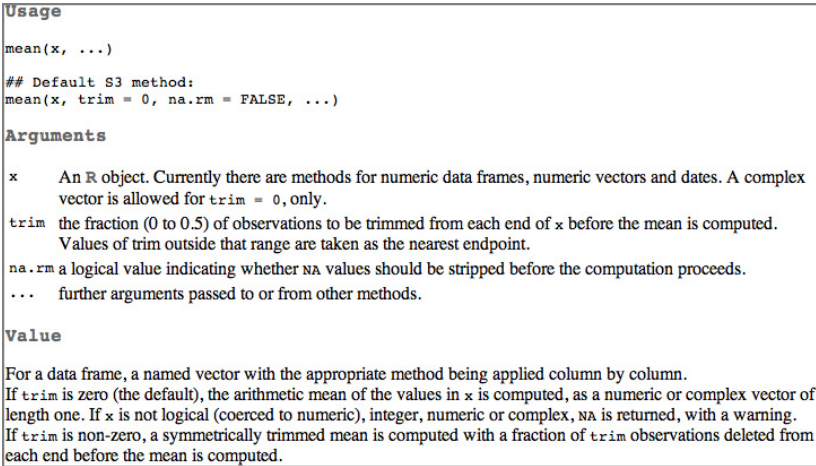 Usage
mean(x, ...)
## Default S3 method:
mean(x, trim = 0, na.rm = FALSE, ...)
Arguments
x An R object. Currently there are methods for numeric data frames, numeric vectors and dates. A complex
vector is allowed for trim = 0, only.
trim the fraction (0 to 0.5) of observations to be trimmed from each end of x before the mean is computed.
Values of trim outside that range are taken as the nearest endpoint.
na.rm a logical value indicating whether NA values should be stripped before the computation proceeds.
... further arguments passed to or from other methods.
Value
For a data frame, a named vector with the appropriate method being applied column by column.
If trim is zero (the default), the arithmetic mean of the values in x is computed, as a numeric or complex vector of
length one. If x is not logical (coerced to numeric), integer, numeric or complex, NA is returned, with a warning.
If trim is non-zero, a symmetrically trimmed mean is computed with a fraction of trim observations deleted from
each end before the mean is computed.